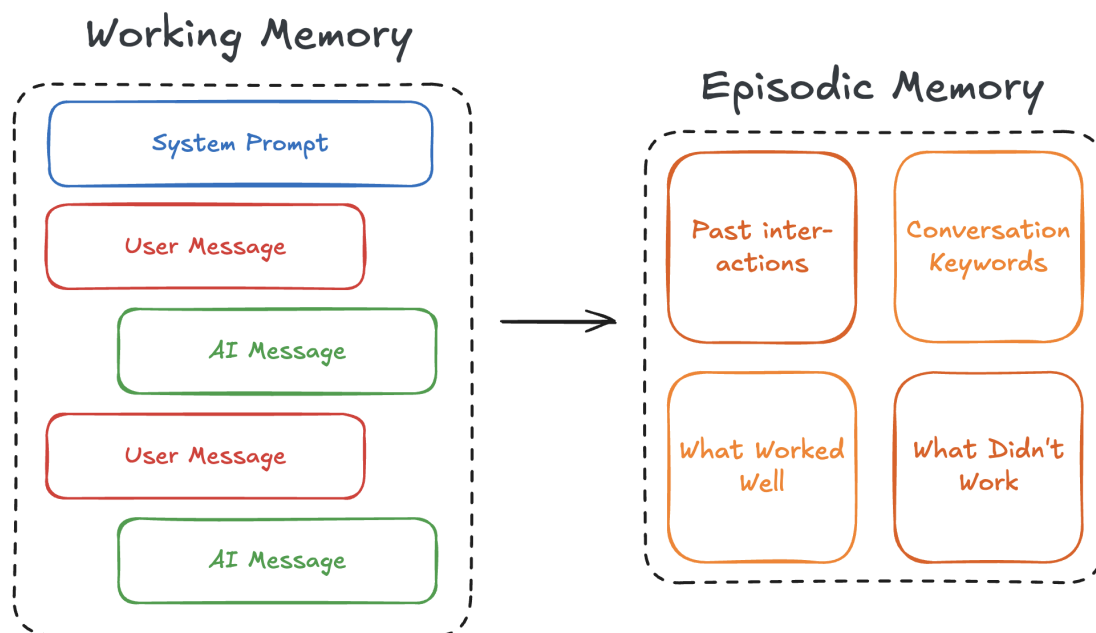 Working Memory
System Prompt
User Message
AI Message
User Message
AI Message
Episodic Memory
Past inter-
actions
Conversation
Keywords
What Worked
Well
What Didn't
Work